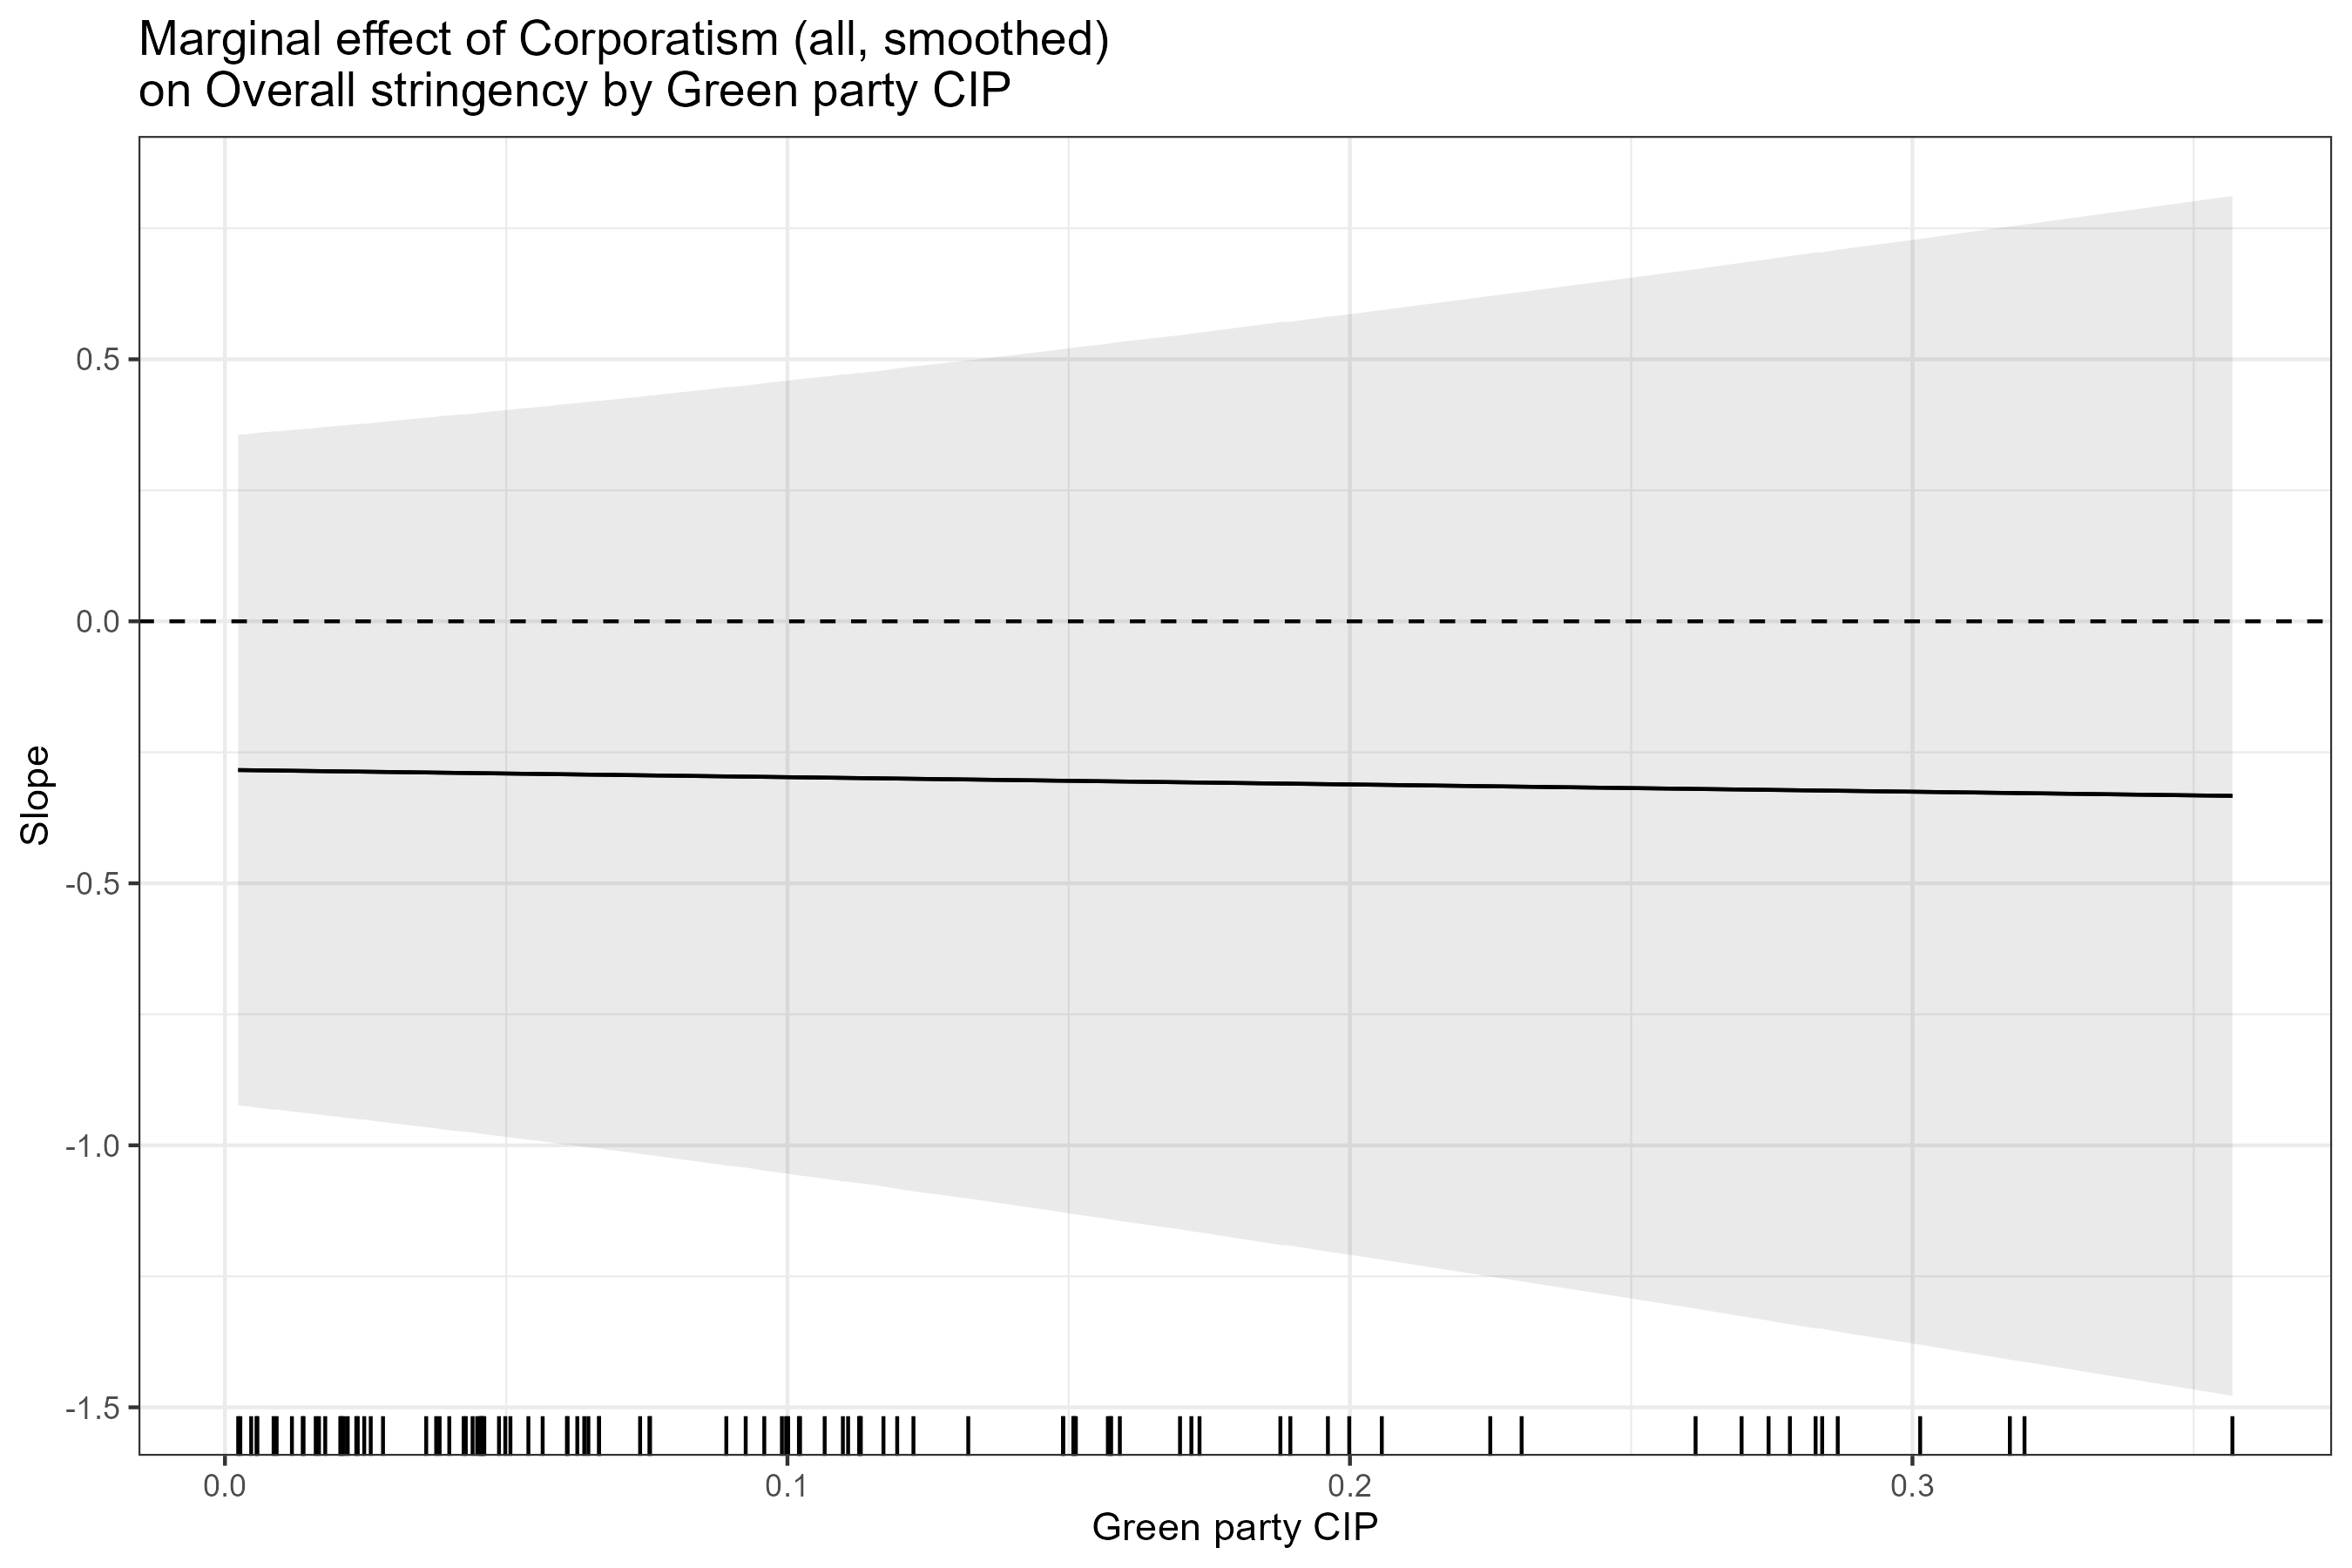 Marginal effect of Corporatism (all, smoothed)
on Overall stringency by Green party CIP
Slope
0.5
0.0
-0.5
-1.0
-1.5
0.0
0.1
0.2
0.3
Green party CIP